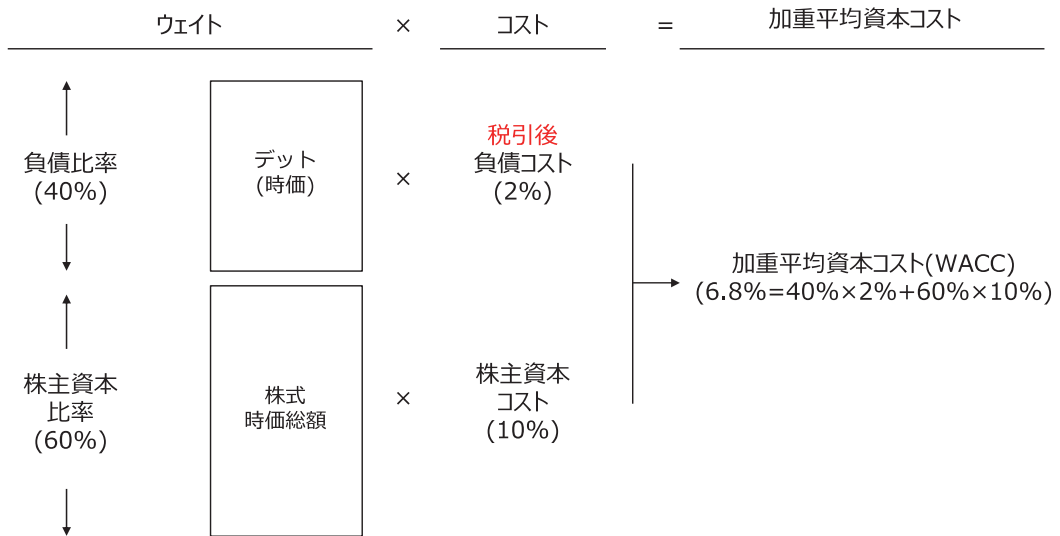 ウェイト × コスト = 加重平均資本コスト
負債比率
(40%)
デット
(時価)
×
税引後
負債コスト
(2%)
加重平均資本コスト(WACC)
(6.8%=40%×2%+60%×10%)
株主資本
比率
(60%)
株式
時価総額
×
株主資本
コスト
(10%)